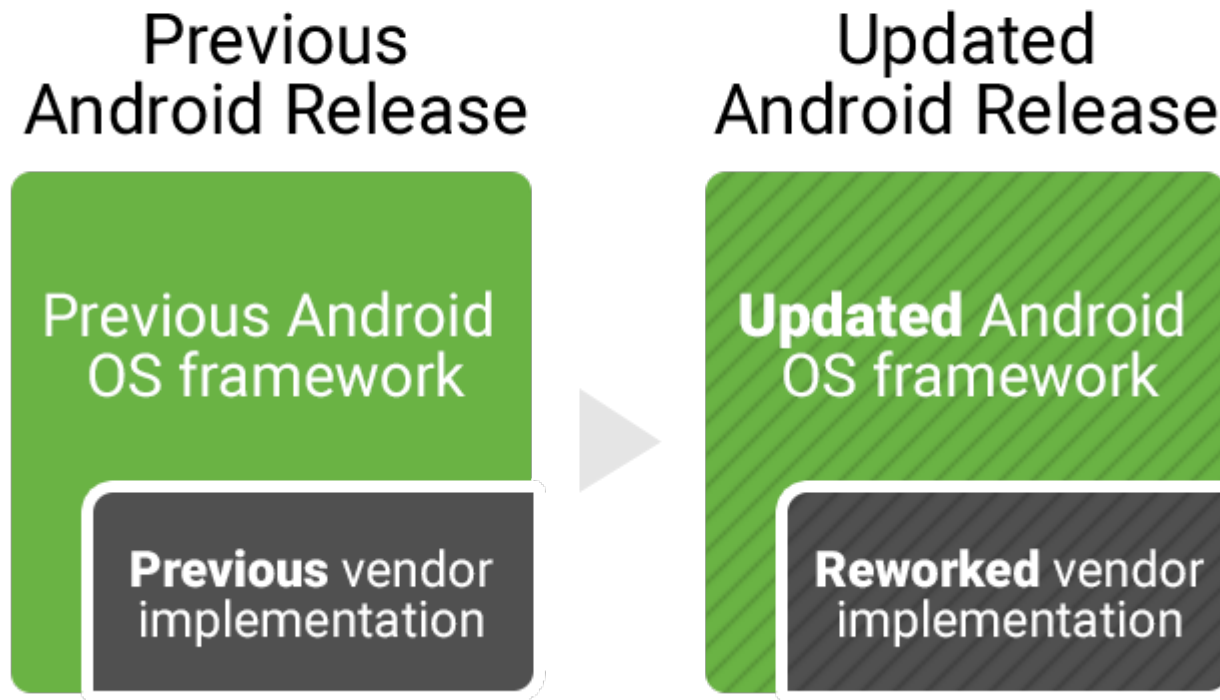 Previous
Android Release
Previous Android
OS framework
Previous vendor
implementation
Updated
Android Release
Updated Android
OS framework
Reworked vendor
implementation